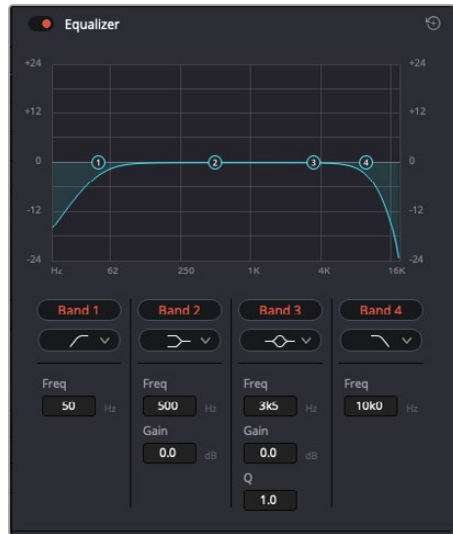 Equalizer
+24 +24
+12 +12
0 1 2 3 4 0
-12 -12
-24 -24
Hz 62 250 1K 4K 16K
Band 1 Band 2 Band 3 Band 4
Freq Freq Freq Freq
50 Hz 500 Hz 3k5 Hz 10k0 Hz
Gain Gain
0.0 dB 0.0 dB
Q
1.0